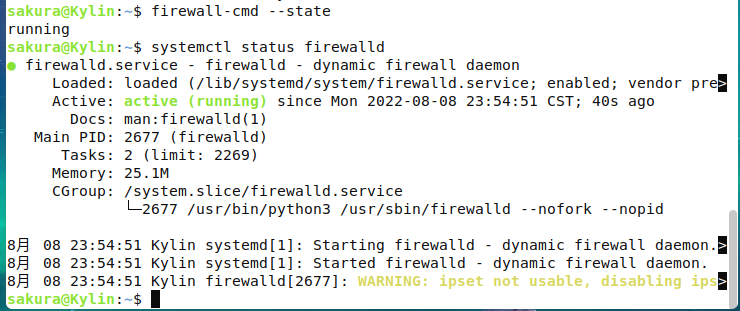 sakura@Kylin:~$ firewall-cmd --state
running
sakura@Kylin:~$ systemctl status firewalld
● firewalld.service - firewalld - dynamic firewall daemon
     Loaded: loaded (/lib/systemd/system/firewalld.service; enabled; vendor pre>
     Active: active (running) since Mon 2022-08-08 23:54:51 CST; 40s ago
       Docs: man:firewalld(1)
   Main PID: 2677 (firewalld)
      Tasks: 2 (limit: 2269)
     Memory: 25.1M
     CGroup: /system.slice/firewalld.service
             └─2677 /usr/bin/python3 /usr/sbin/firewalld --nofork --nopid
8月 08 23:54:51 Kylin systemd[1]: Starting firewalld - dynamic firewall daemon.>
8月 08 23:54:51 Kylin systemd[1]: Started firewalld - dynamic firewall daemon.
8月 08 23:54:51 Kylin firewalld[2677]: WARNING: ipset not usable, disabling ips>
sakura@Kylin:~$